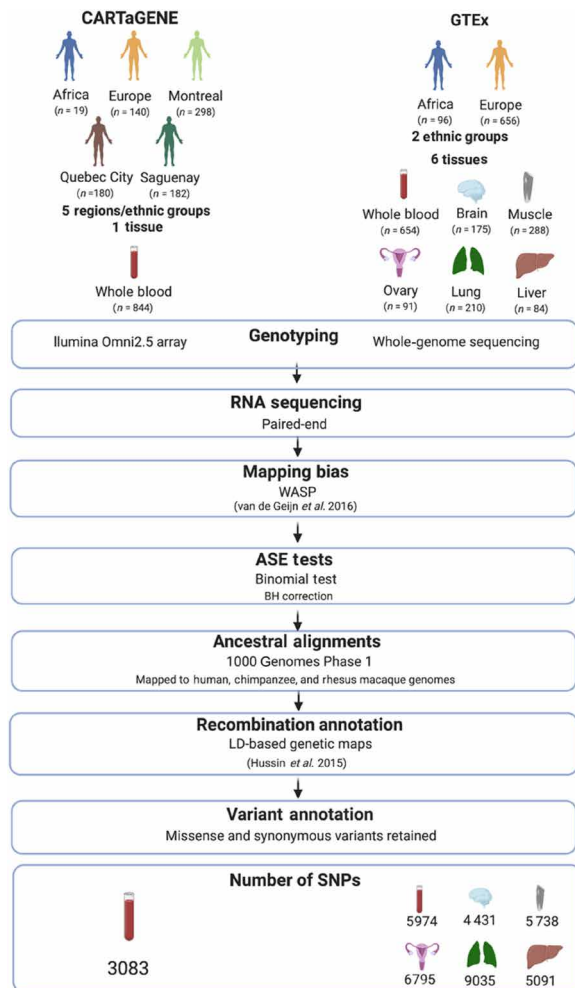 CARTaGENE
Africa Europe Montreal
(n = 19) (n = 140) (n = 298)
Quebec City Saguenay
(n =180) (n = 182)
5 regions/ethnic groups
1 tissue
Whole blood
(n = 844)
GTEx
Africa Europe
(n = 96) (n = 656)
2 ethnic groups
6 tissues
Whole blood Brain Muscle
(n = 654) (n = 175) (n = 288)
Ovary Lung Liver
(n = 91) (n = 210) (n = 84)
Ilumina Omni2.5 array Genotyping Whole-genome sequencing
RNA sequencing
Paired-end
Mapping bias
WASP
(van de Geijn et al. 2016)
ASE tests
Binomial test
BH correction
Ancestral alignments
1000 Genomes Phase 1
Mapped to human, chimpanzee, and rhesus macaque genomes
Recombination annotation
LD-based genetic maps
(Hussin et al. 2015)
Variant annotation
Missense and synonymous variants retained
Number of SNPs
3083
5974 4 431 5 738
6795 9035 5091